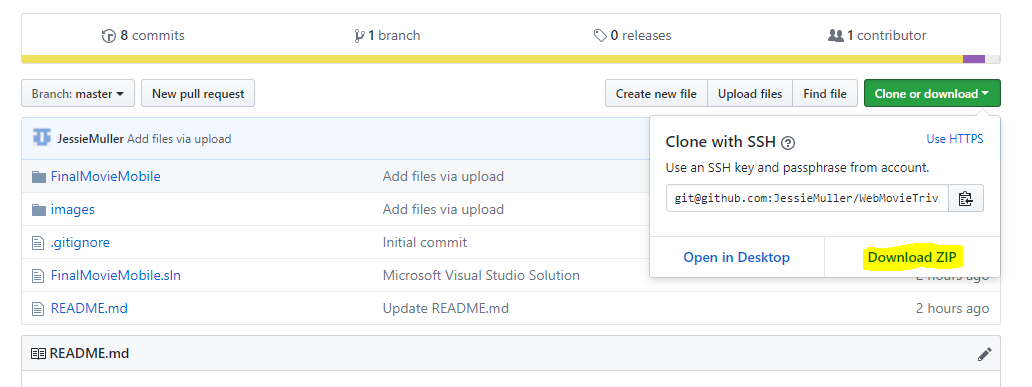 8 commits
1 branch
0 releases
1 contributor
Branch: master
New pull request
Create new file
Upload files
Find file
Clone or download
JessieMuller Add files via upload
Clone with SSH
Use HTTPS
Use an SSH key and passphrase from account.
git@github.com:JessieMuller/WebMovieTriv
Open in Desktop
Download ZIP
FinalMovieMobile Add files via upload
images Add files via upload
.gitignore Initial commit
FinalMovieMobile.sln Microsoft Visual Studio Solution 2 hours ago
README.md Update README.md 2 hours ago
README.md